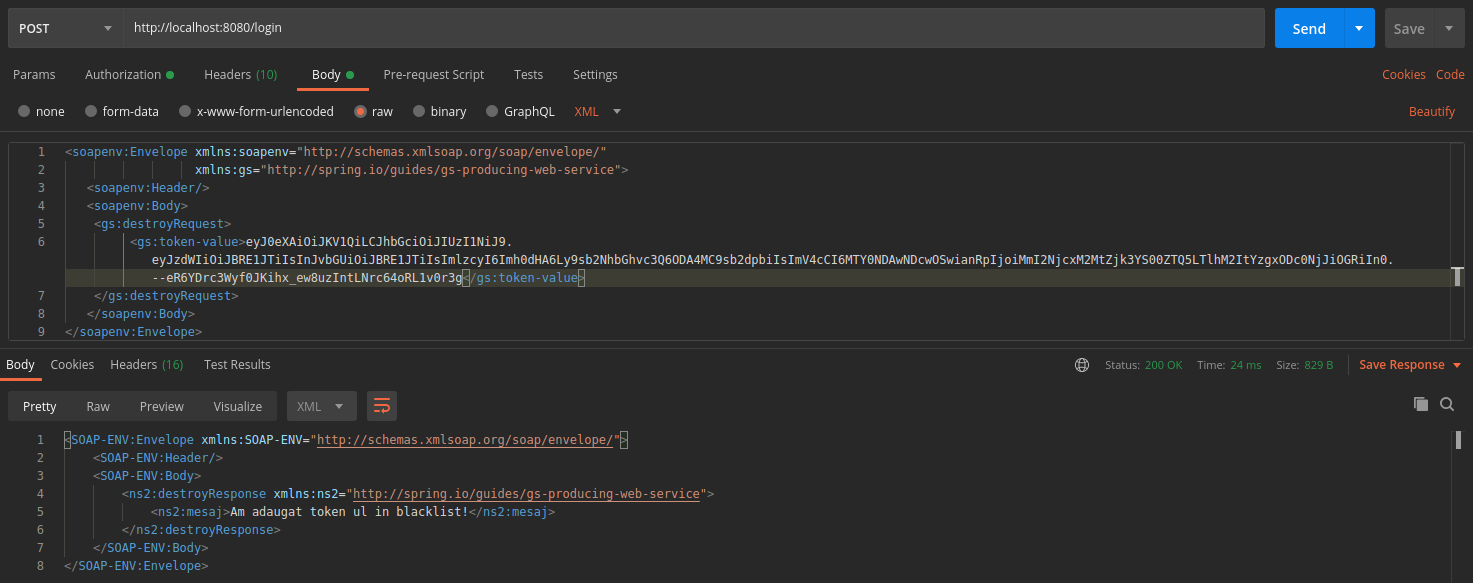 POST http://localhost:8080/login Send Save
Params Authorization Headers (10) Body Pre-request Script Tests Settings Cookies Code
none form-data x-www-form-urlencoded raw binary GraphQL XML Beautify
1 <soapenv:Envelope xmlns:soapenv="http://schemas.xmlsoap.org/soap/envelope/"
2 xmlns:gs="http://spring.io/guides/gs-producing-web-service">
3 <soapenv:Header/>
4 <soapenv:Body>
5 <gs:destroyRequest>
6 <gs:token-value>eyJ0eXAiOiJKV1QiLCJhbGciOiJIUzI1NiJ9.
eyJzdWIiOiJBRE1JTiIsInJvbGUiOiJBRE1JTiIsImlzcyI6Imh0dHA6Ly9sb2NhbGhvc3Q6ODA4MC9sb2dpbiIsImV4cCI6MTY0NDAwNDcwOSwianRpIjoiMmI2NjcxM2MtZjk3YS00ZTQ5LTlhM2ItYzgxODc0NjJiOGRiIn0.
--eR6YDrc3Wyf0JKihx_ew8uzIntLNrc64oRL1v0r3g</gs:token-value>
7 </gs:destroyRequest>
8 </soapenv:Body>
9 </soapenv:Envelope>
Body Cookies Headers (16) Test Results Status: 200 OK Time: 24 ms Size: 829 B Save Response
Pretty Raw Preview Visualize XML
1 <SOAP-ENV:Envelope xmlns:SOAP-ENV="http://schemas.xmlsoap.org/soap/envelope/">
2 <SOAP-ENV:Header/>
3 <SOAP-ENV:Body>
4 <ns2:destroyResponse xmlns:ns2="http://spring.io/guides/gs-producing-web-service">
5 <ns2:mesaj>Am adaugat token ul in blacklist!</ns2:mesaj>
6 </ns2:destroyResponse>
7 </SOAP-ENV:Body>
8 </SOAP-ENV:Envelope>